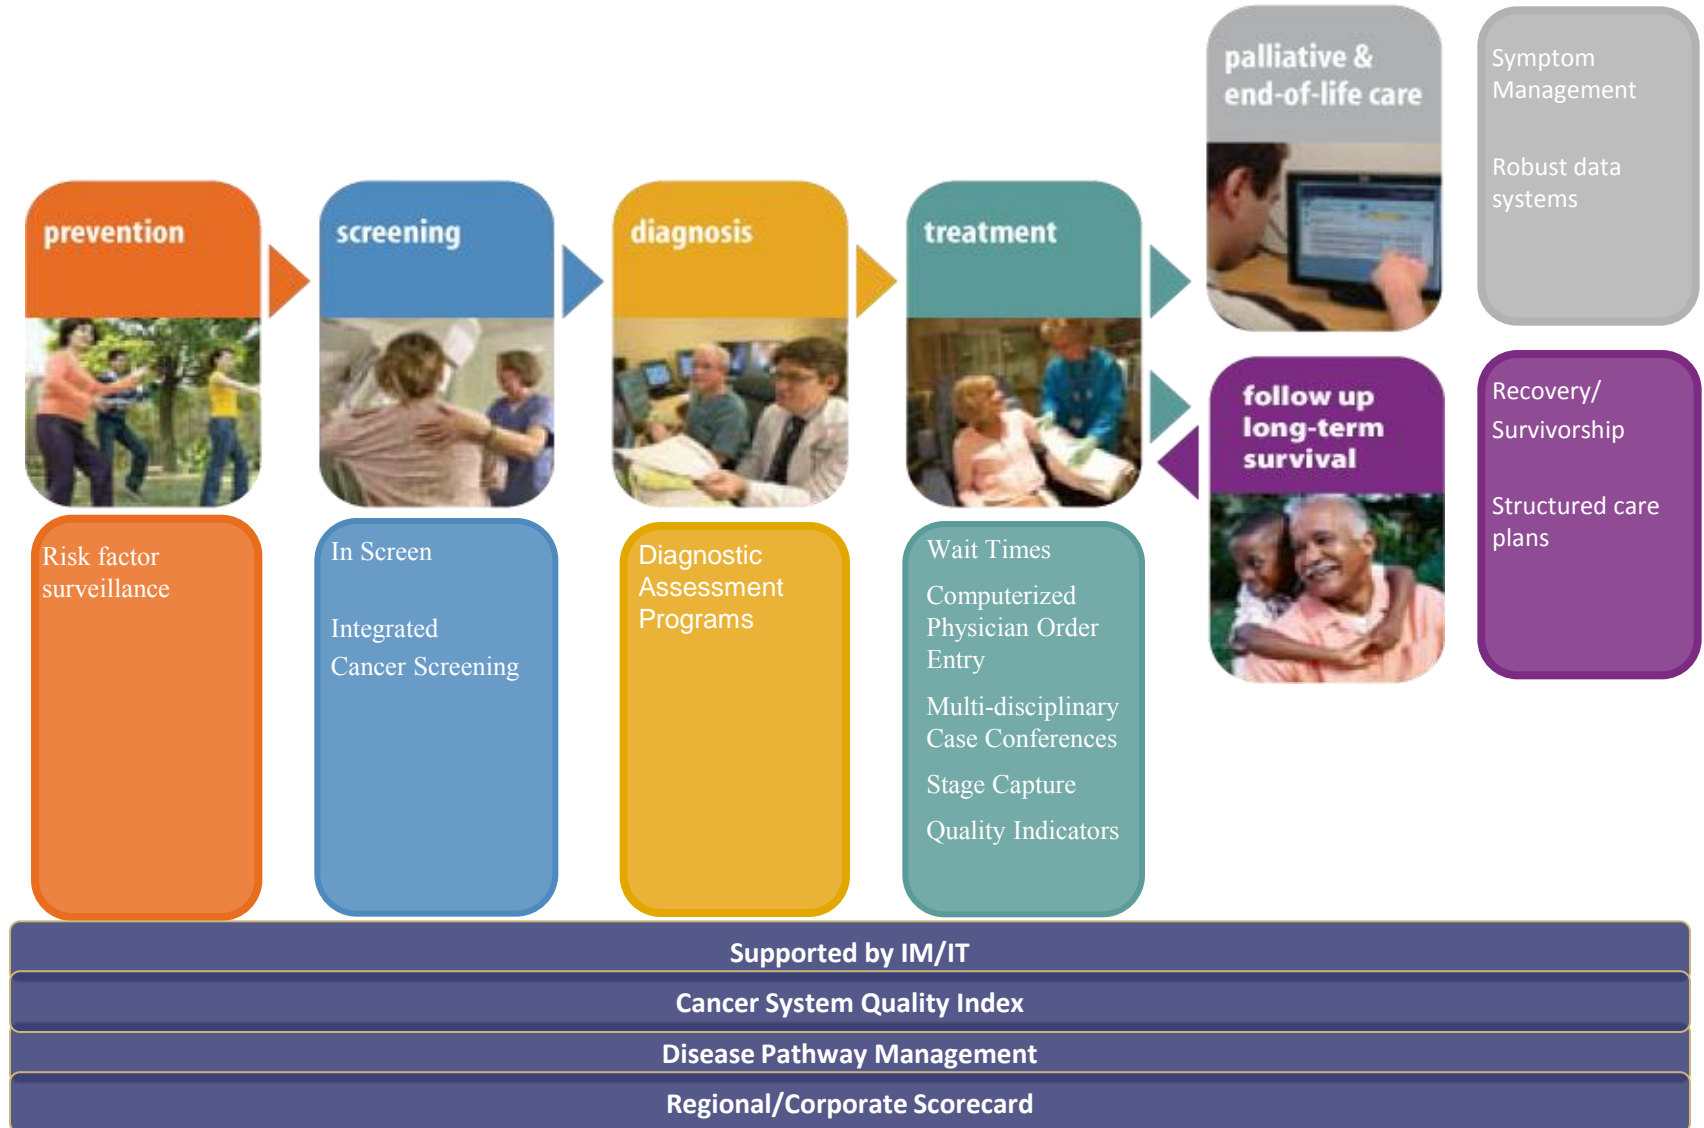 palliative &
end-of-life care
Symptom
Management
Robust data
systems
prevention
screening
diagnosis
treatment
follow up
long-term
survival
Recovery/
Survivorship
Structured care
plans
Risk factor
surveillance
In Screen
Integrated
Cancer Screening
Diagnostic
Assessment
Programs
Wait Times
Computerized
Physician Order
Entry
Multi-disciplinary
Case Conferences
Stage Capture
Quality Indicators
Supported by IM/IT
Cancer System Quality Index
Disease Pathway Management
Regional/Corporate Scorecard